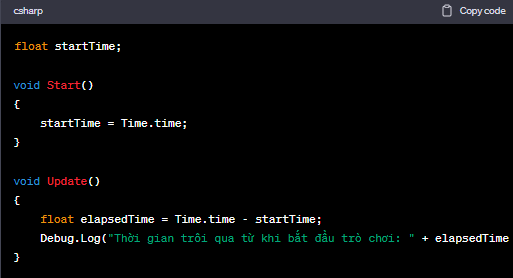 csharp
Copy code
float startTime;
void Start()
{
startTime = Time.time;
}
void Update()
{
float elapsedTime = Time.time - startTime;
Debug.Log("Thời gian trôi qua từ khi bắt đầu trò chơi: " + elapsedTime
}